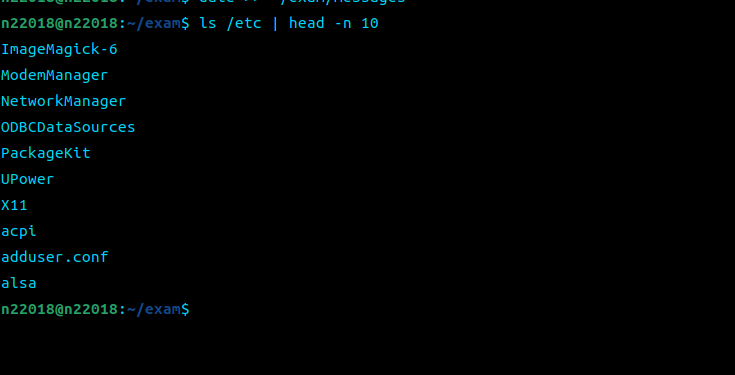 n22018@n22018:~/exam$ ls /etc | head -n 10
ImageMagick-6
ModemManager
NetworkManager
ODBCDataSources
PackageKit
UPower
X11
acpi
adduser.conf
alsa
n22018@n22018:~/exam$